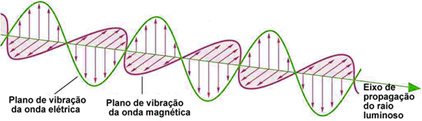 Plano de vibração
da onda elétrica
Plano de vibração
da onda magnética
Eixo de
propagação
do raio
luminoso